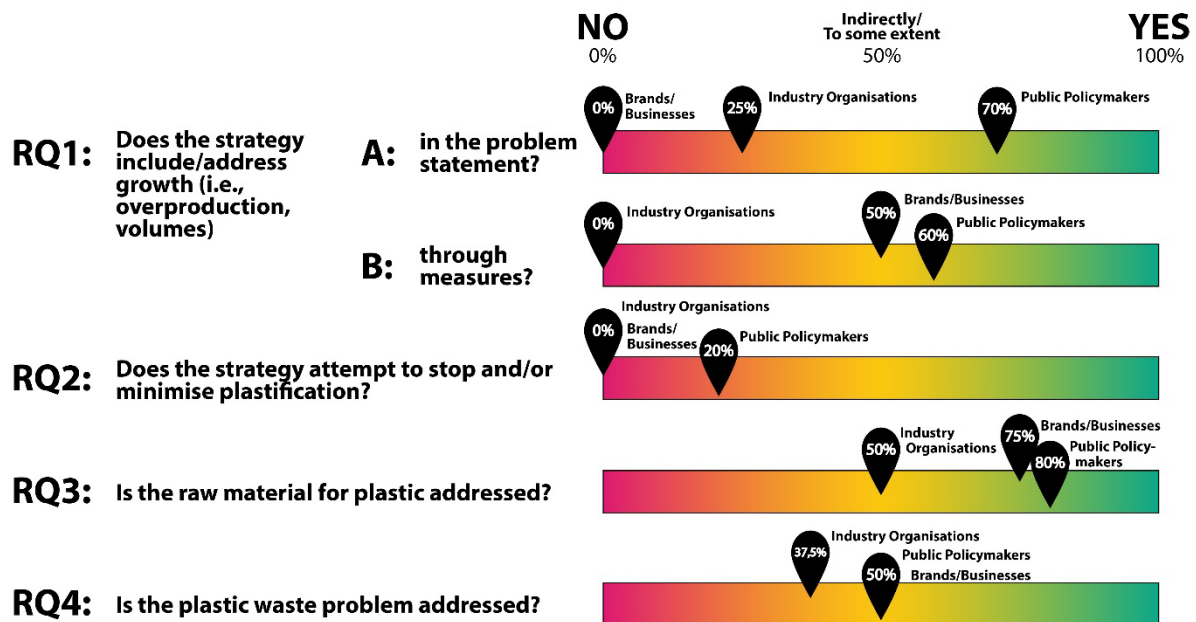 NO
Indirectly/
To some extent
YES
0%
50%
100%
RQ1:
Does the strategy
include/address
growth (i.e.,
overproduction,
volumes)
A:
in the problem
statement?
0%
Brands/
Businesses
25%
Industry Organisations
70%
Public Policymakers
B:
through
measures?
0%
Industry Organisations
50%
Brands/Businesses
60%
Public Policymakers
RQ2:
Does the strategy attempt to stop and/or
minimise plastification?
Industry Organisations
0%
Brands/
Businesses
20%
Public Policymakers
RQ3:
Is the raw material for plastic addressed?
50%
Industry
Organisations
75%
Brands/Businesses
80%
Public Policy-
makers
RQ4:
Is the plastic waste problem addressed?
37,5%
Industry Organisations
50%
Public Policymakers
Brands/Businesses